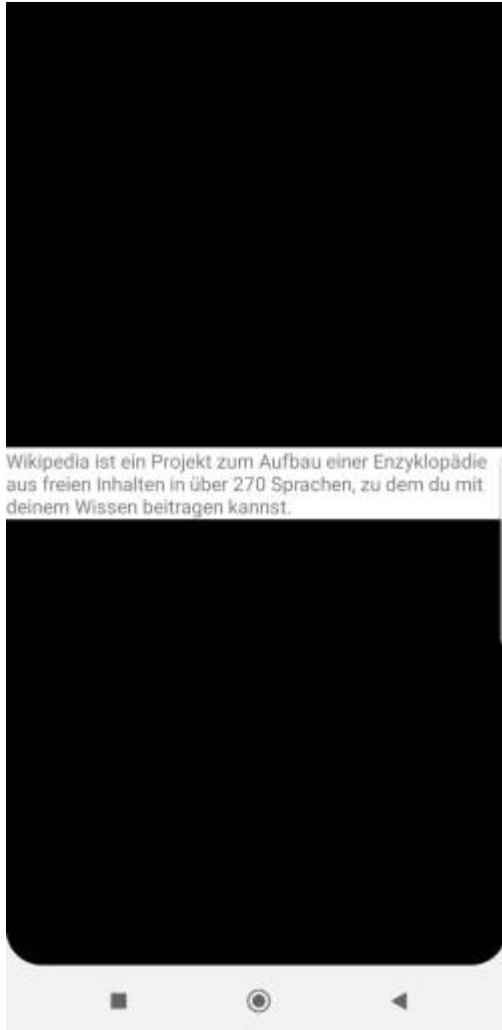 Wikipedia ist ein Projekt zum Aufbau einer Enzyklopädie
aus freien Inhalten in über 270 Sprachen, zu dem du mit
deinem Wissen beitragen kannst.